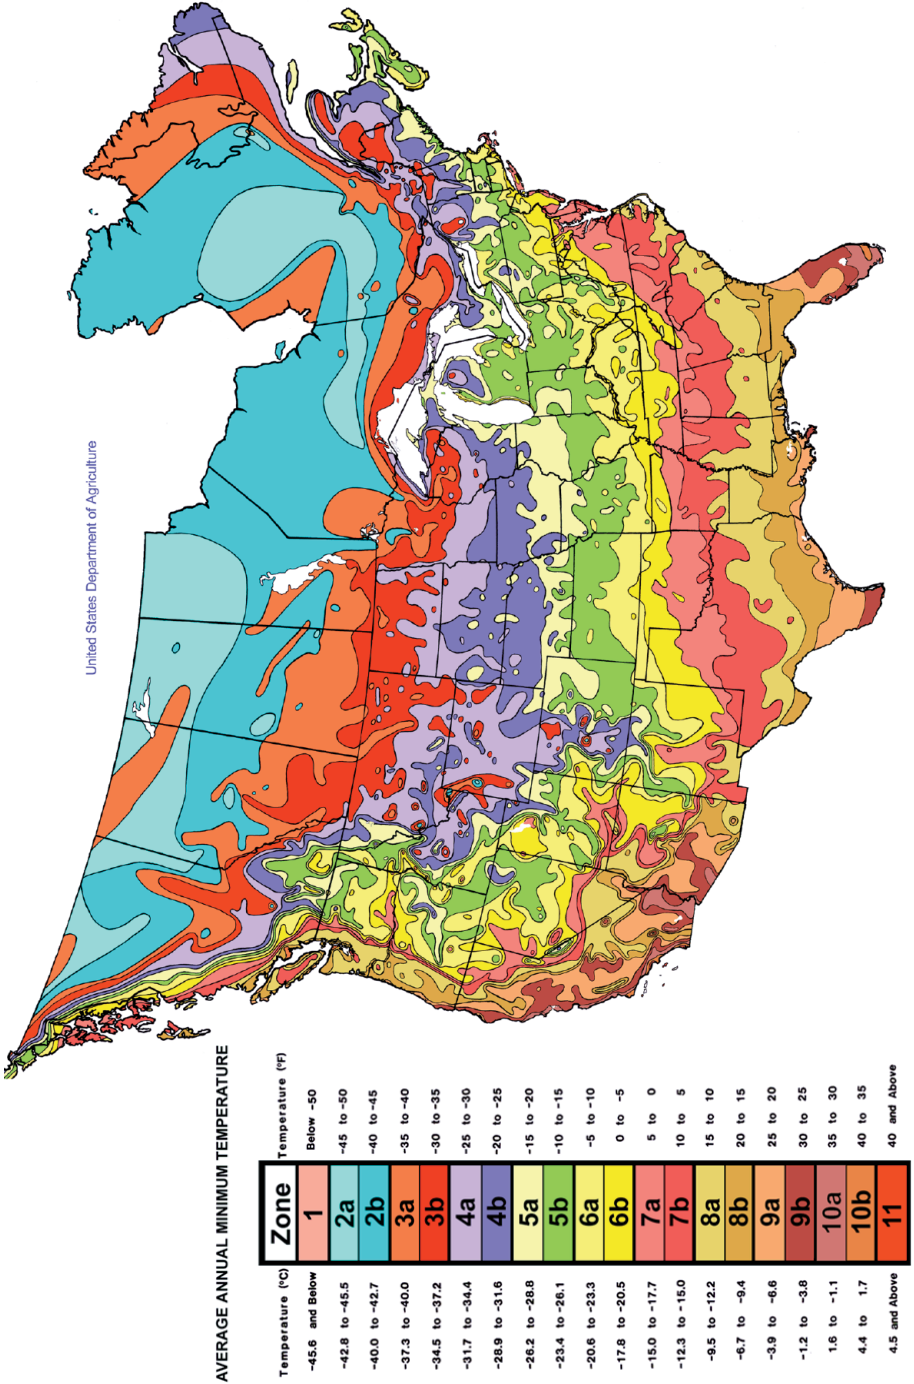 United States Department of Agriculture
AVERAGE ANNUAL MINIMUM TEMPERATURE
Temperature (ºC) Zone Temperature (ºF)
-45.6 and Below 1 Below -50
-42.8 to -45.5 2a -45 to -50
-40.0 to -42.7 2b -40 to -45
-37.3 to -40.0 3a -35 to -40
-34.5 to -37.2 3b -30 to -35
-31.7 to -34.4 4a -25 to -30
-28.9 to -31.6 4b -20 to -25
-26.2 to -28.8 5a -15 to -20
-23.4 to -26.1 5b -10 to -15
-20.6 to -23.3 6a -5 to -10
-17.8 to -20.5 6b 0 to -5
-15.0 to -17.7 7a 5 to 0
-12.3 to -15.0 7b 10 to 5
-9.5 to -12.2 8a 15 to 10
-6.7 to -9.4 8b 20 to 15
-3.9 to -6.6 9a 25 to 20
-1.2 to -3.8 9b 30 to 25
1.6 to -1.1 10a 35 to 30
4.4 to 1.7 10b 40 to 35
4.5 and Above 11 40 and Above